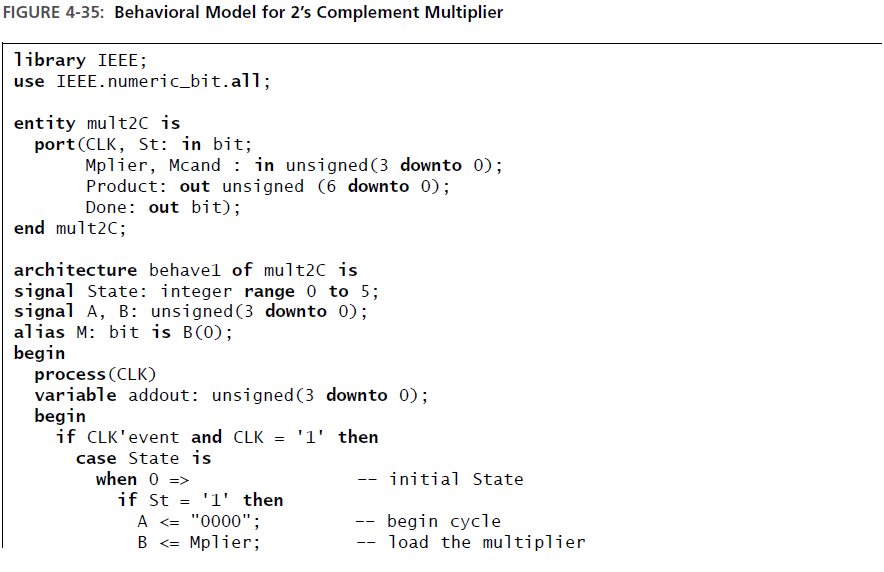 FIGURE 4-35: Behavioral Model for 2's Complement Multiplier
library IEEE;
use IEEE.numeric_bit.all;
entity mult2C is
port(CLK, St: in bit;
Mplier, Mcand : in unsigned(3 downto 0);
Product: out unsigned (6 downto 0);
Done: out bit);
end mult2C;
architecture behave1 of mult2C is
signal State: integer range 0 to 5;
signal A, B: unsigned(3 downto 0);
alias M: bit is B(0);
begin
process(CLK)
variable addout: unsigned(3 downto 0);
begin
if CLK'event and CLK = '1' then
case State is
when 0 => -- initial State
if St = '1' then
A <= "0000"; -- begin cycle
B <= Mplier; -- load the multiplier